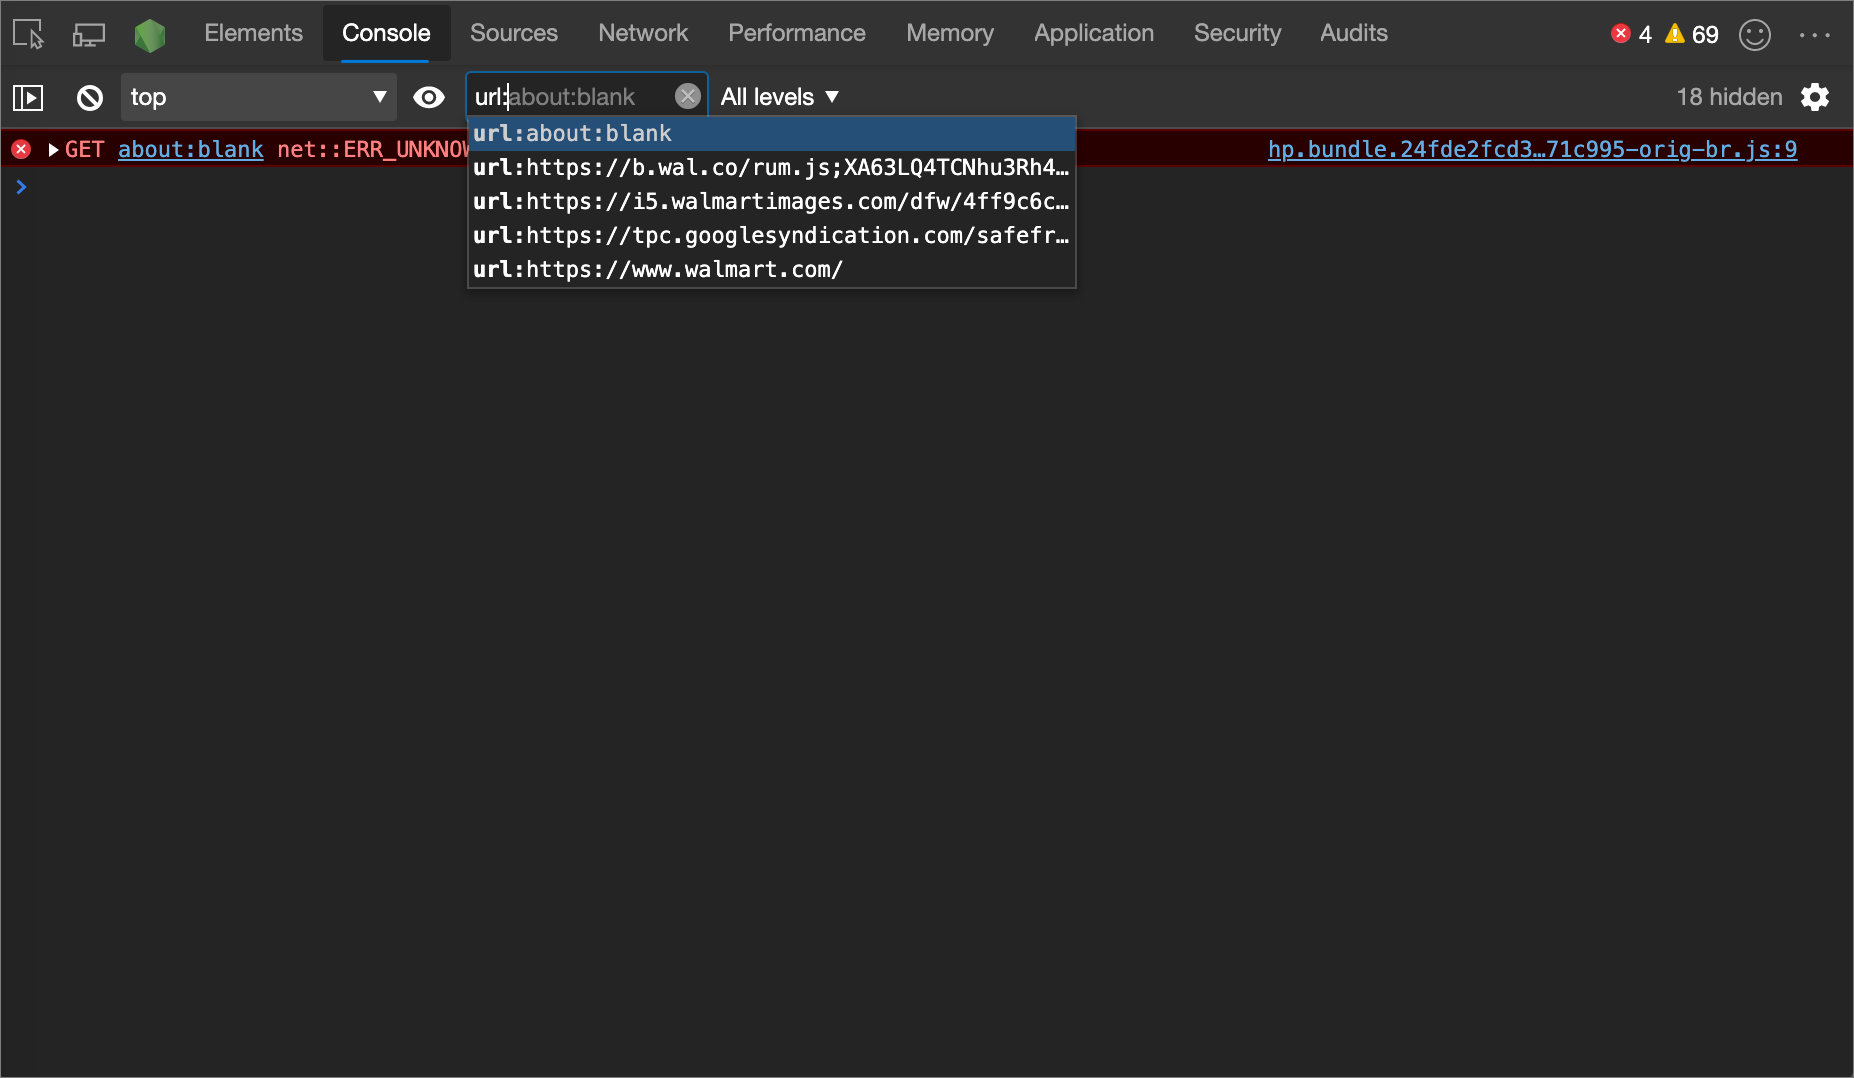 Elements Console Sources Network Performance Memory Application Security Audits 4 69
top url:about:blank All levels 18 hidden
GET about:blank net::ERR_UNKNOW hp.bundle.24fde2fcd3…71c995-orig-br.js:9
url:about:blank
url:https://b.wal.co/rum.js;XA63LQ4TCNhu3Rh4…
url:https://i5.walmartimages.com/dfw/4ff9c6c…
url:https://tpc.googlesyndication.com/safefr…
url:https://www.walmart.com/